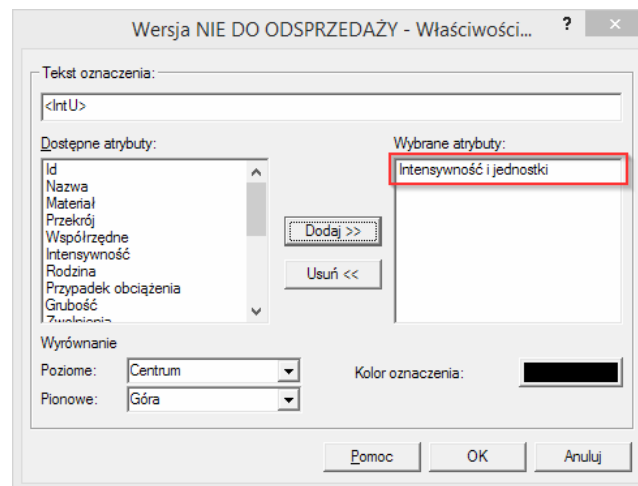 Wersja NIE DO ODSPRZEDAŻY - Właściwości... ?
Tekst oznaczenia:
<IntU>
Dostępne atrybuty:
Wybrane atrybuty:
Id
Nazwa
Materiał
Przekrój
Współrzędne
Intensywność
Rodzina
Przypadek obciążenia
Grubość
Zwolnienia
Intensywność i jednostki
Dodaj >>
Usuń <<
Wyrównanie
Poziome: Centrum
Kolor oznaczenia:
Pionowe: Góra
Pomoc
OK
Anuluj